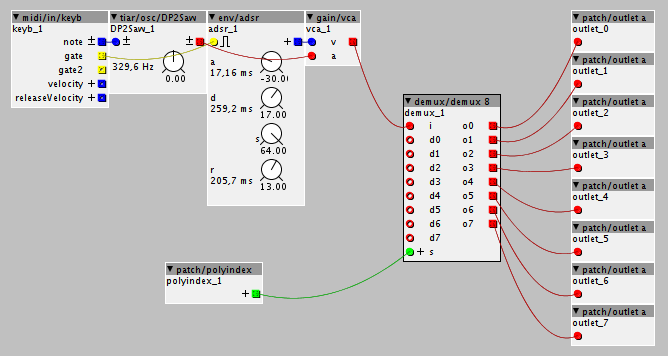 midi/in/keyb
keyb_1
note ±
gate
gate2
velocity +
releaseVelocity +
tiar/osc/DP2Saw
DP2Saw_1
± ±
329,6 Hz
0.00
env/adsr
adsr_1
+
a
17,16 ms
-30.00
d
259,2 ms
17.00
s
64.00
r
205,7 ms
13.00
gain/vca
vca_1
v
a
demux/demux 8
demux_1
i o0
d0 o1
d1 o2
d2 o3
d3 o4
d4 o5
d5 o6
d6 o7
d7
+ s
patch/polyindex
polyindex_1
+
patch/outlet a
outlet_0
patch/outlet a
outlet_1
patch/outlet a
outlet_2
patch/outlet a
outlet_3
patch/outlet a
outlet_4
patch/outlet a
outlet_5
patch/outlet a
outlet_6
patch/outlet a
outlet_7